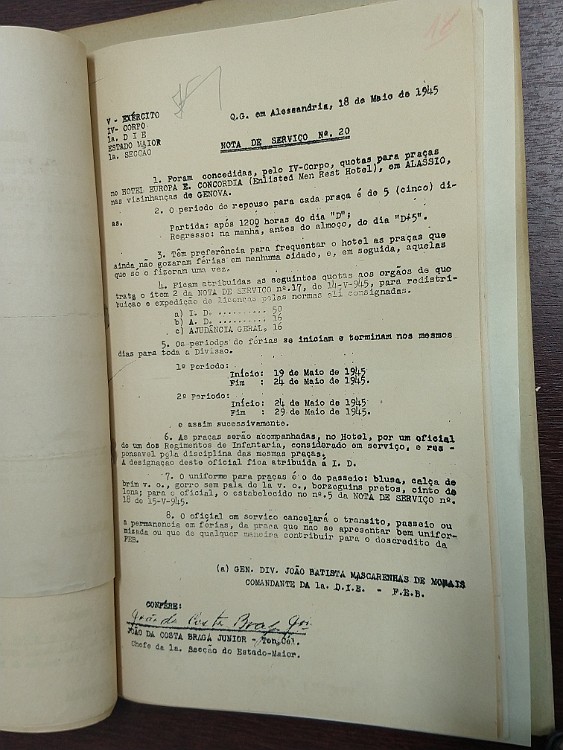 18
V - EXÉRCITO
IV- CORPO
1a. D I E
ESTADO MAIOR
1a. SECÇÃO
Q.G. em Alessandria, 18 de Maio de 1945
NOTA DE SERVIÇO Nº. 20
1. Foram concedidas, pelo IV-Corpo, quotas para praças
no HOTEL EUROPA E. CONCORDIA (Enlisted Men Rest Hotel), em ALASSIO,
nas visinhanças de GENOVA.
2. O periodo de repouso para cada praça é de 5 (cinco) di-
as.
Partida: após 1200 horas do dia "D";
Regresso: na manhã, antes do almoço, do dia "D+5".
3. Têm preferência para frequentar o hotel as praças que
ainda não gozaram férias em nenhuma cidade, e, em seguida, aquelas
que só o fizeram uma vez.
4. Ficam atribuidas as seguintes quotas aos orgãos de que
trata o item 2 da NOTA DE SERVIÇO nº.17, de 14-V-945, para redistri-
buição e expedição de licenças pelas normas ali consignadas.
a) I. D. .......... 50
b) A. D. .......... 15
c) AJUDÂNCIA GERAL, 16
5. Os periodos de férias se iniciam e terminam nos mesmos
dias para toda a Divisão.
1º Periodo:
Início: 19 de Maio de 1945
Fim : 24 de Maio de 1945.
2º Periodo:
Início: 24 de Maio de 1945
Fim : 29 de Maio de 1945.
e assim sucessivamente.
6. As praças serão acompanhadas, no Hotel, por um oficial
de um dos Regimentos de Infantaria, considerado em serviço, e res -
ponsavel pela disciplina das mesmas praças.
A designação deste oficial fica atribuida á I. D.
7. O uniforme para praças é o de passeio: blusa, calça de
brim v. o., gorro sem pala de lã v. o., borzeguins pretos, cinto de
lona; para o oficial, o estabelecido no nº.5 da NOTA DE SERVIÇO nº.
18 de 15-V-945.
8. O oficial em serviço cancelará o transito, passeio ou
a permanencia em férias, da praça que não se apresentar bem unifor-
mizada ou que de qualquer maneira contribuir para o descredito da
FEB.
(a) GEN. DIV. JOÃO BATISTA MASCARENHAS DE MORAIS
COMANDANTE DA 1a. D.I.E. - F.E.B.
CONFÉRE:
João da Costa Braga Jor.
JOÃO DA COSTA BRAGA JUNIOR - Ten.Cel.
Chefe da 1a. Secção do Estado-Maior.